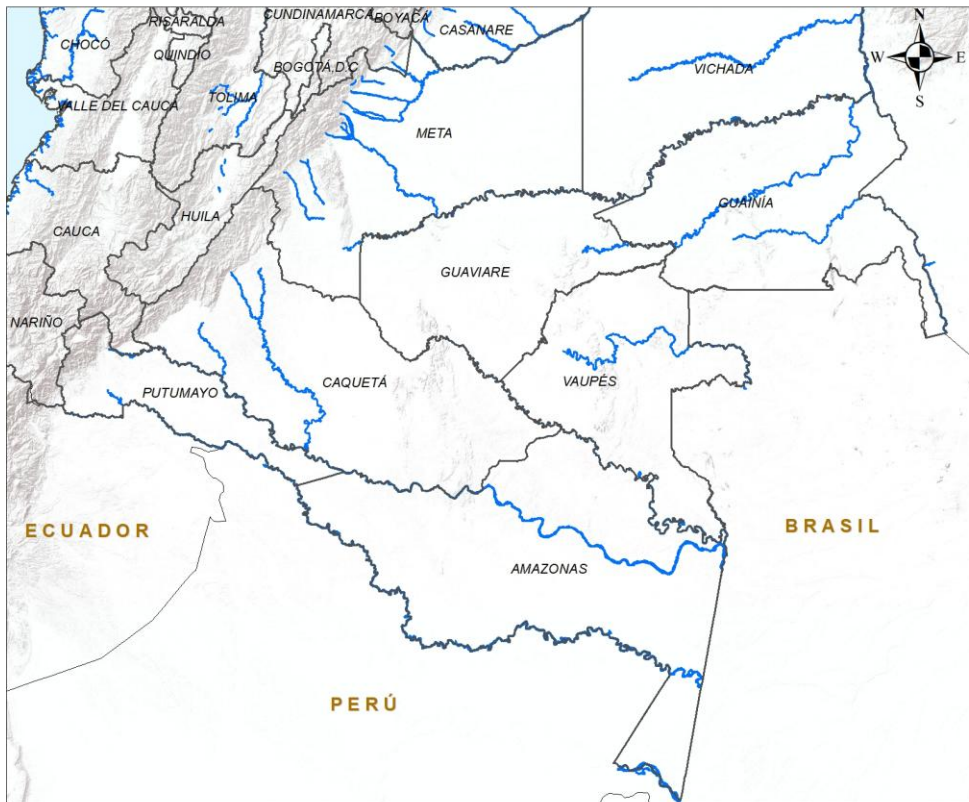 CUNDINAMARCA
BOYACÁ
RISARALDA
CASANARE
N
CHOCÓ
QUINDÍO
BOGOTÁ,D.C
VICHADA
W
E
TOLIMA
VALLE DEL CAUCA
S
META
GUAINÍA
HUILA
CAUCA
GUAVIARE
NARIÑO
CAQUETÁ
VAUPÉS
PUTUMAYO
ECUADOR
BRASIL
AMAZONAS
PERÚ